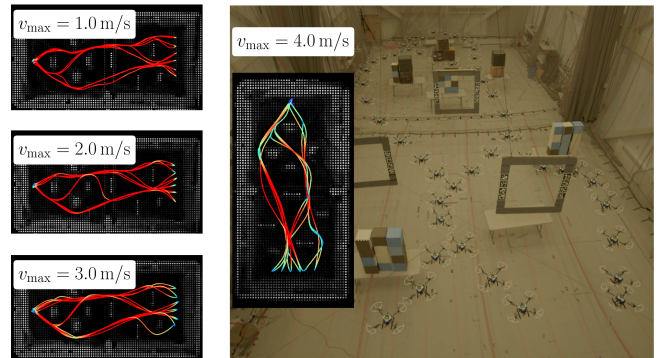 v_max = 1.0 m/s
v_max = 2.0 m/s
v_max = 3.0 m/s
v_max = 4.0 m/s